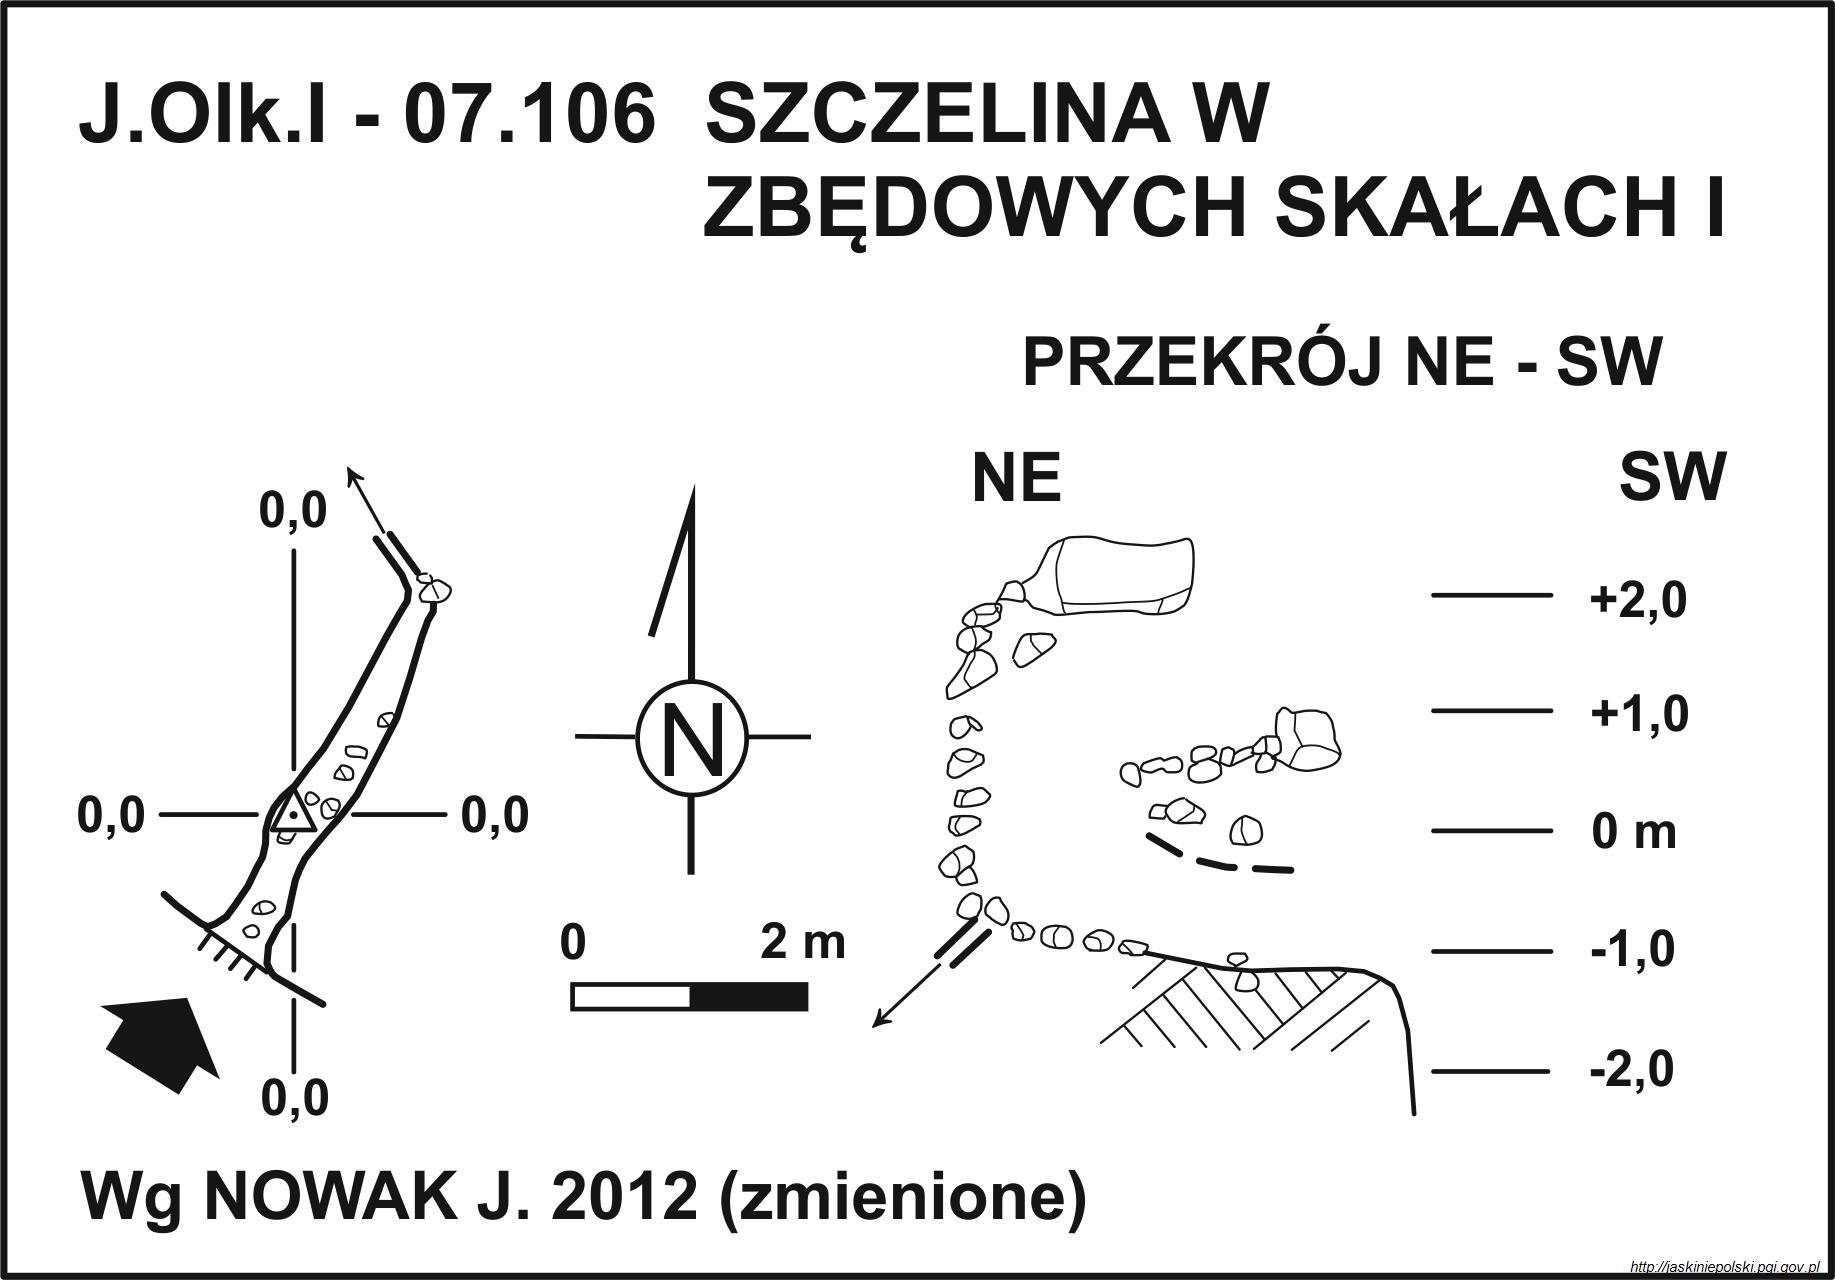 J.Olk.I - 07.106 SZCZELINA W
ZBĘDOWYCH SKAŁACH I
PRZEKRÓJ NE - SW
NE
SW
0,0
0,0
0,0
0,0
N
0
2 m
+2,0
+1,0
0 m
-1,0
-2,0
Wg NOWAK J. 2012 (zmienione)
http://jaskiniepolski.pgi.gov.pl